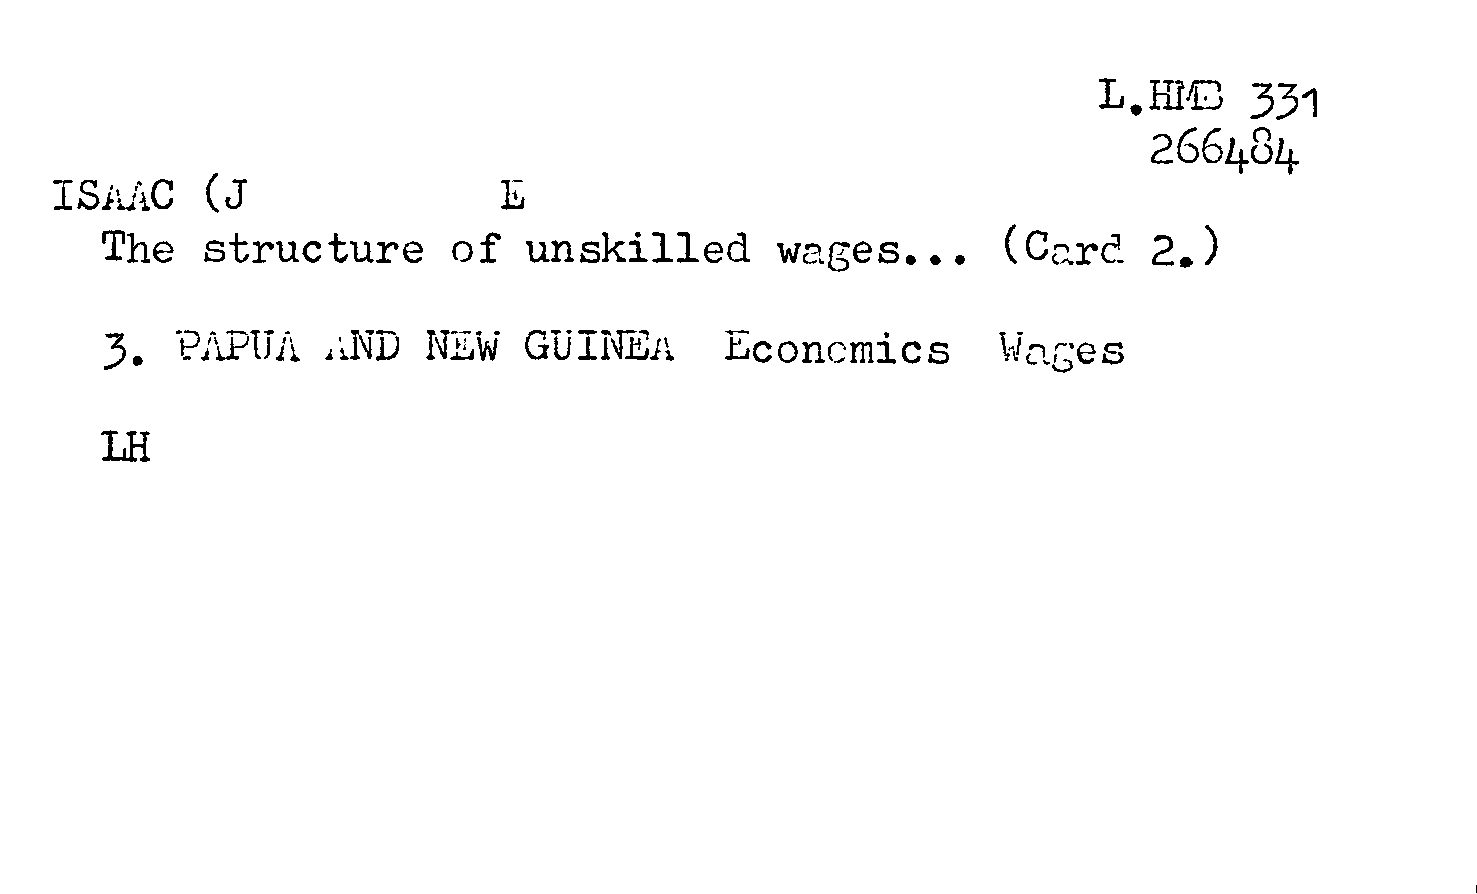 L.HMB 331
266484
ISAAC (J E
The structure of unskilled wages... (Card 2.)
3. PAPUA AND NEW GUINEA Economics Wages
LH